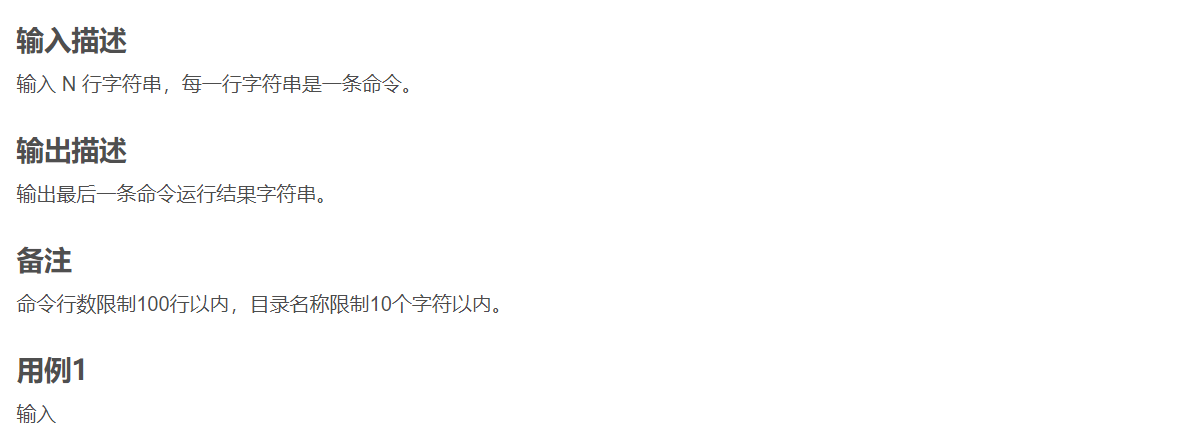 输入描述
输入 N 行字符串，每一行字符串是一条命令。
输出描述
输出最后一条命令运行结果字符串。
备注
命令行数限制100行以内，目录名称限制10个字符以内。
用例1
输入